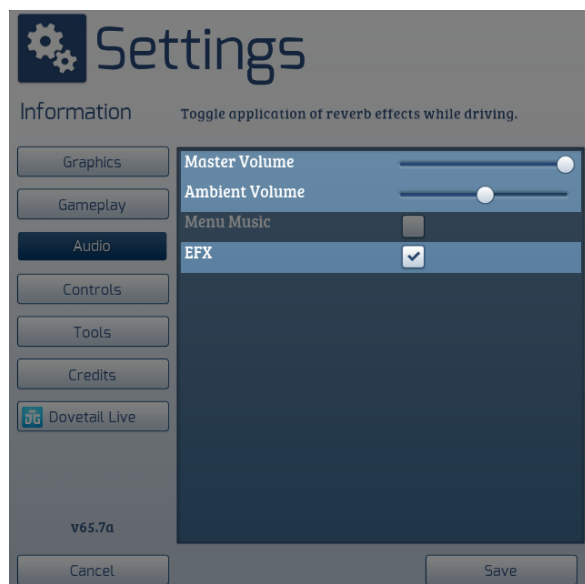 Settings
Information
Toggle application of reverb effects while driving.
Graphics
Gameplay
Audio
Controls
Tools
Credits
Dovetail Live
v65.7a
Cancel
Master Volume
Ambient Volume
Menu Music
EFX
Save